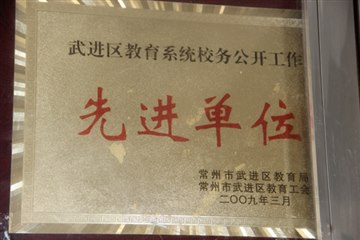 武进区教育系统校务公开工作
先进单位
常州市武进区教育局
常州市武进区教育工会
二〇〇九年三月